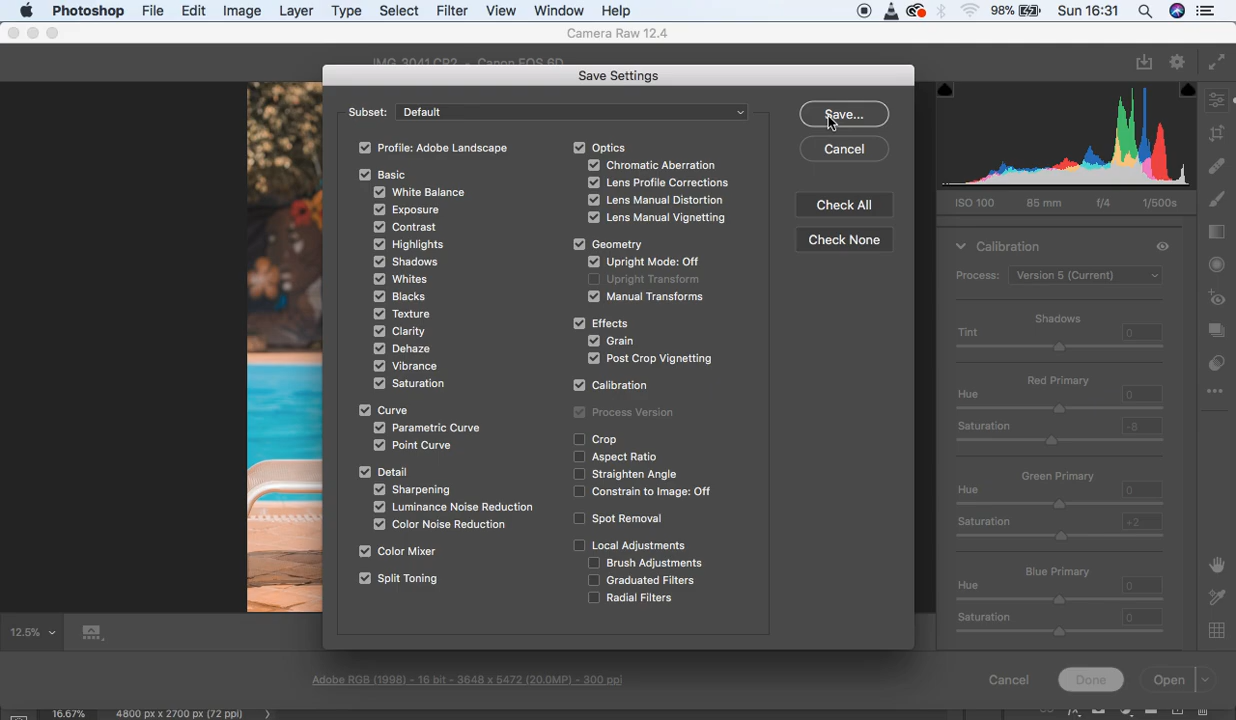 Photoshop File Edit Image Layer Type Select Filter View Window Help 98% Sun 16:31
Camera Raw 12.4
IMG_3041.CR2 - Canon EOS 6D
Save Settings
Subset: Default
Save...
Cancel
Check All
Check None
Profile: Adobe Landscape
Basic
White Balance
Exposure
Contrast
Highlights
Shadows
Whites
Blacks
Texture
Clarity
Dehaze
Vibrance
Saturation
Curve
Parametric Curve
Point Curve
Detail
Sharpening
Luminance Noise Reduction
Color Noise Reduction
Color Mixer
Split Toning
Optics
Chromatic Aberration
Lens Profile Corrections
Lens Manual Distortion
Lens Manual Vignetting
Geometry
Upright Mode: Off
Upright Transform
Manual Transforms
Effects
Grain
Post Crop Vignetting
Calibration
Process Version
Crop
Aspect Ratio
Straighten Angle
Constrain to Image: Off
Spot Removal
Local Adjustments
Brush Adjustments
Graduated Filters
Radial Filters
ISO 100 85 mm f/4 1/500s
Calibration
Process: Version 5 (Current)
Shadows
Tint 0
Red Primary
Hue 0
Saturation -8
Green Primary
Hue 0
Saturation +2
Blue Primary
Hue 0
Saturation 0
12.5%
Adobe RGB (1998) - 16 bit - 3648 x 5472 (20.0MP) - 300 ppi
Cancel Done Open
16.67% 4800 px x 2700 px (72 ppi)